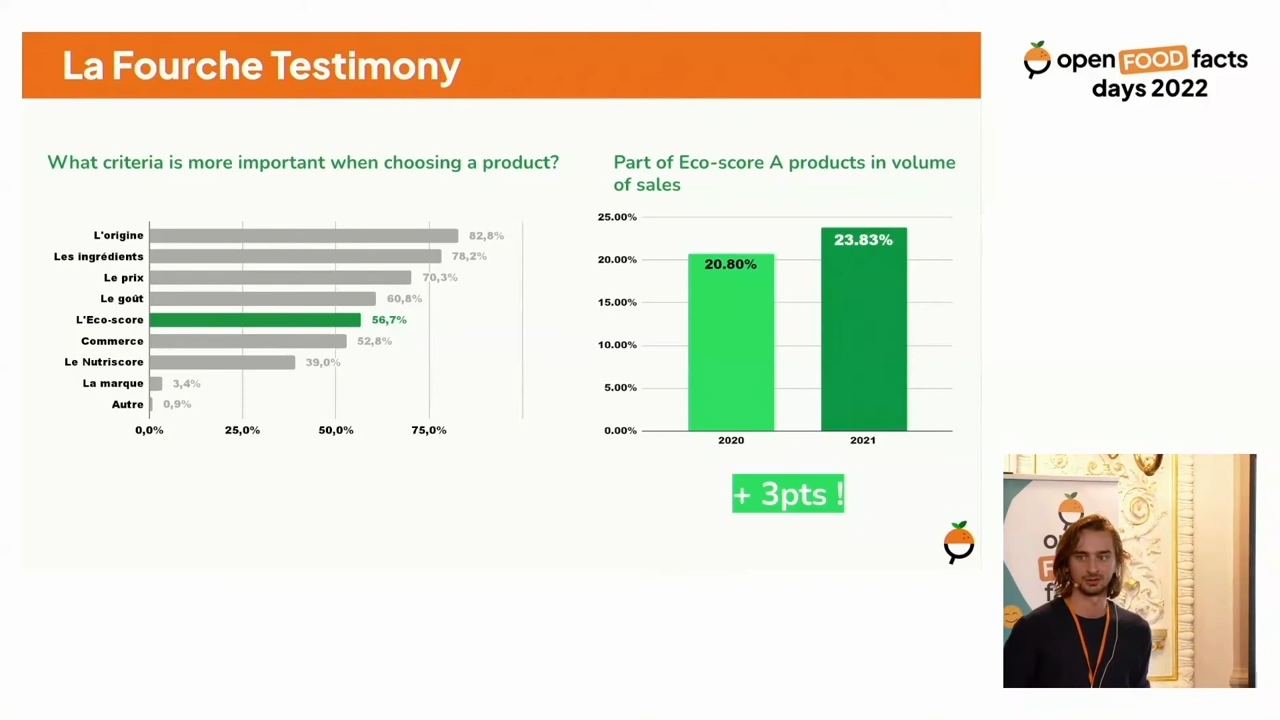 La Fourche Testimony
open FOOD facts
days 2022
What criteria is more important when choosing a product?
L'origine 82,8%
Les ingrédients 78,2%
Le prix 70,3%
Le goût 60,8%
L'Eco-score 56,7%
Commerce 52,8%
Le Nutriscore 39,0%
La marque 3,4%
Autre 0,9%
0,0% 25,0% 50,0% 75,0%
Part of Eco-score A products in volume
of sales
25.00%
20.00%
15.00%
10.00%
5.00%
0.00%
20.80%
23.83%
2020 2021
+ 3pts !